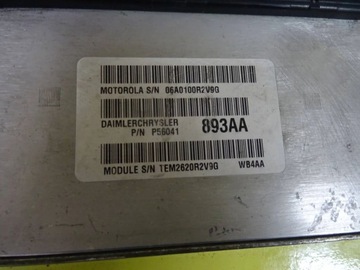 MOTOROLA S/N 06A0100R2V9G
DAIMLERCHRYSLER 893AA
P/N P56041
MODULE S/N TEM2620R2V9G WB4AA